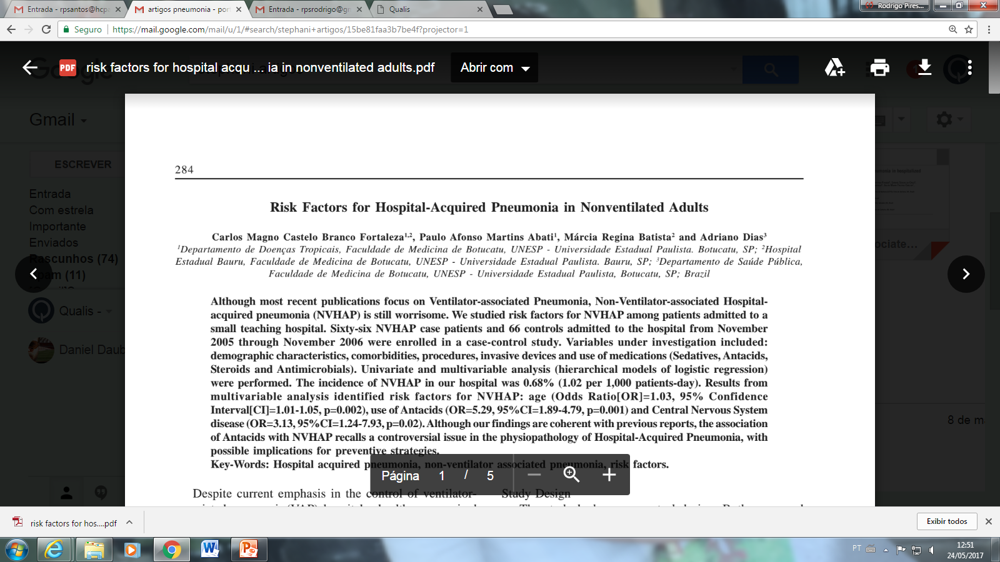 Entrada - rpsantos@hcp
artigos pneumonia - por
Entrada - rpsrodrigo@g
Qualis
Rodrigo Pires...
Seguro
https://mail.google.com/mail/u/1/#search/stephani+artigos/15be81faa3b7be4f?projector=1
PDF
risk factors for hospital acqu ... ia in nonventilated adults.pdf
Abrir com
Gmail
ESCREVER
Entrada
Com estrela
Importante
Enviados
Rascunhos (74)
Spam (11)
Qualis -
Daniel Daub
ociate...
8 de m
284
Risk Factors for Hospital-Acquired Pneumonia in Nonventilated Adults
Carlos Magno Castelo Branco Fortaleza1,2, Paulo Afonso Martins Abati1, Márcia Regina Batista2 and Adriano Dias3
1Departamento de Doenças Tropicais, Faculdade de Medicina de Botucatu, UNESP - Universidade Estadual Paulista. Botucatu, SP; 2Hospital
Estadual Bauru, Faculdade de Medicina de Botucatu, UNESP - Universidade Estadual Paulista. Bauru, SP; 3Departamento de Saúde Pública,
Faculdade de Medicina de Botucatu, UNESP - Universidade Estadual Paulista, Botucatu, SP; Brazil
Although most recent publications focus on Ventilator-associated Pneumonia, Non-Ventilator-associated Hospital-
acquired pneumonia (NVHAP) is still worrisome. We studied risk factors for NVHAP among patients admitted to a
small teaching hospital. Sixty-six NVHAP case patients and 66 controls admitted to the hospital from November
2005 through November 2006 were enrolled in a case-control study. Variables under investigation included:
demographic characteristics, comorbidities, procedures, invasive devices and use of medications (Sedatives, Antacids,
Steroids and Antimicrobials). Univariate and multivariable analysis (hierarchical models of logistic regression)
were performed. The incidence of NVHAP in our hospital was 0.68% (1.02 per 1,000 patients-day). Results from
multivariable analysis identified risk factors for NVHAP: age (Odds Ratio[OR]=1.03, 95% Confidence
Interval[CI]=1.01-1.05, p=0.002), use of Antacids (OR=5.29, 95%CI=1.89-4.79, p=0.001) and Central Nervous System
disease (OR=3.13, 95%CI=1.24-7.93, p=0.02). Although our findings are coherent with previous reports, the association
of Antacids with NVHAP recalls a controversial issue in the physiopathology of Hospital-Acquired Pneumonia, with
possible implications for preventive strategies.
Key-Words: Hospital acquired pneumonia, non-ventilator associated pneumonia, risk factors.
Página 1 / 5
Despite current emphasis in the control of ventilator-
Study Design
risk factors for hos....pdf
Exibir todos
PT
12:51
24/05/2017